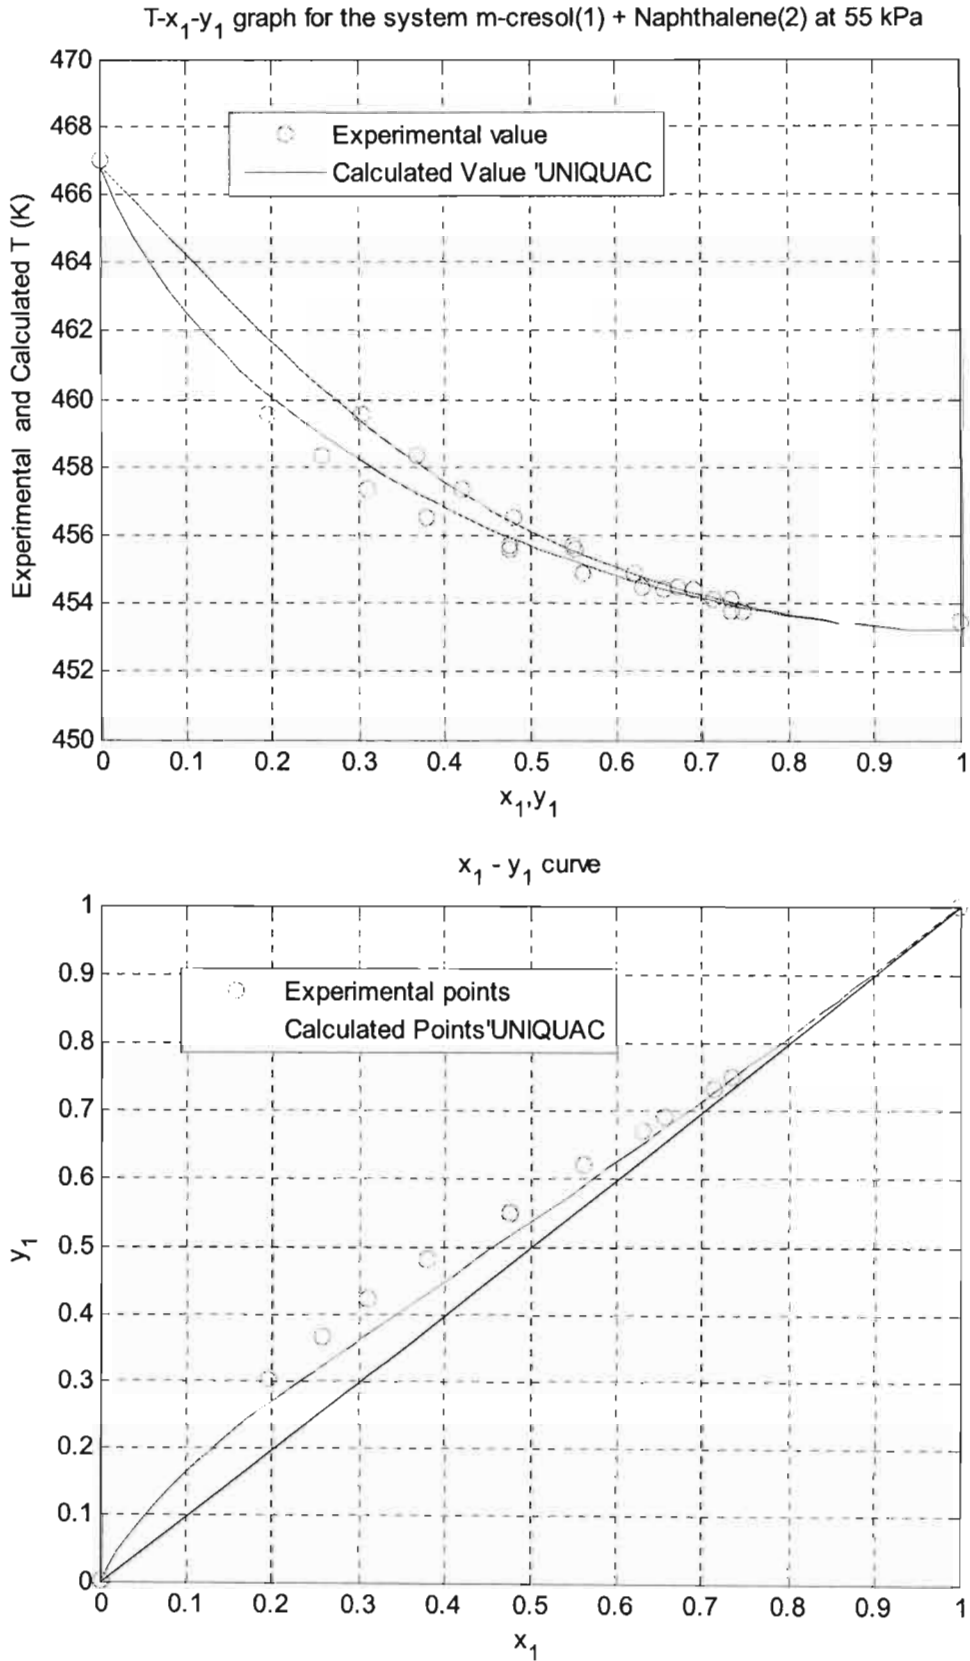 T-x1-y1 graph for the system m-cresol(1) + Naphthalene(2) at 55 kPa
470
468
466
464
462
460
458
456
454
452
450
Experimental and Calculated T (K)
Experimental value
Calculated Value 'UNIQUAC
0 0.1 0.2 0.3 0.4 0.5 0.6 0.7 0.8 0.9 1
x1,y1
x1 - y1 curve
1
0.9
0.8
0.7
0.6
0.5
0.4
0.3
0.2
0.1
0
y1
Experimental points
Calculated Points'UNIQUAC
0 0.1 0.2 0.3 0.4 0.5 0.6 0.7 0.8 0.9 1
x1